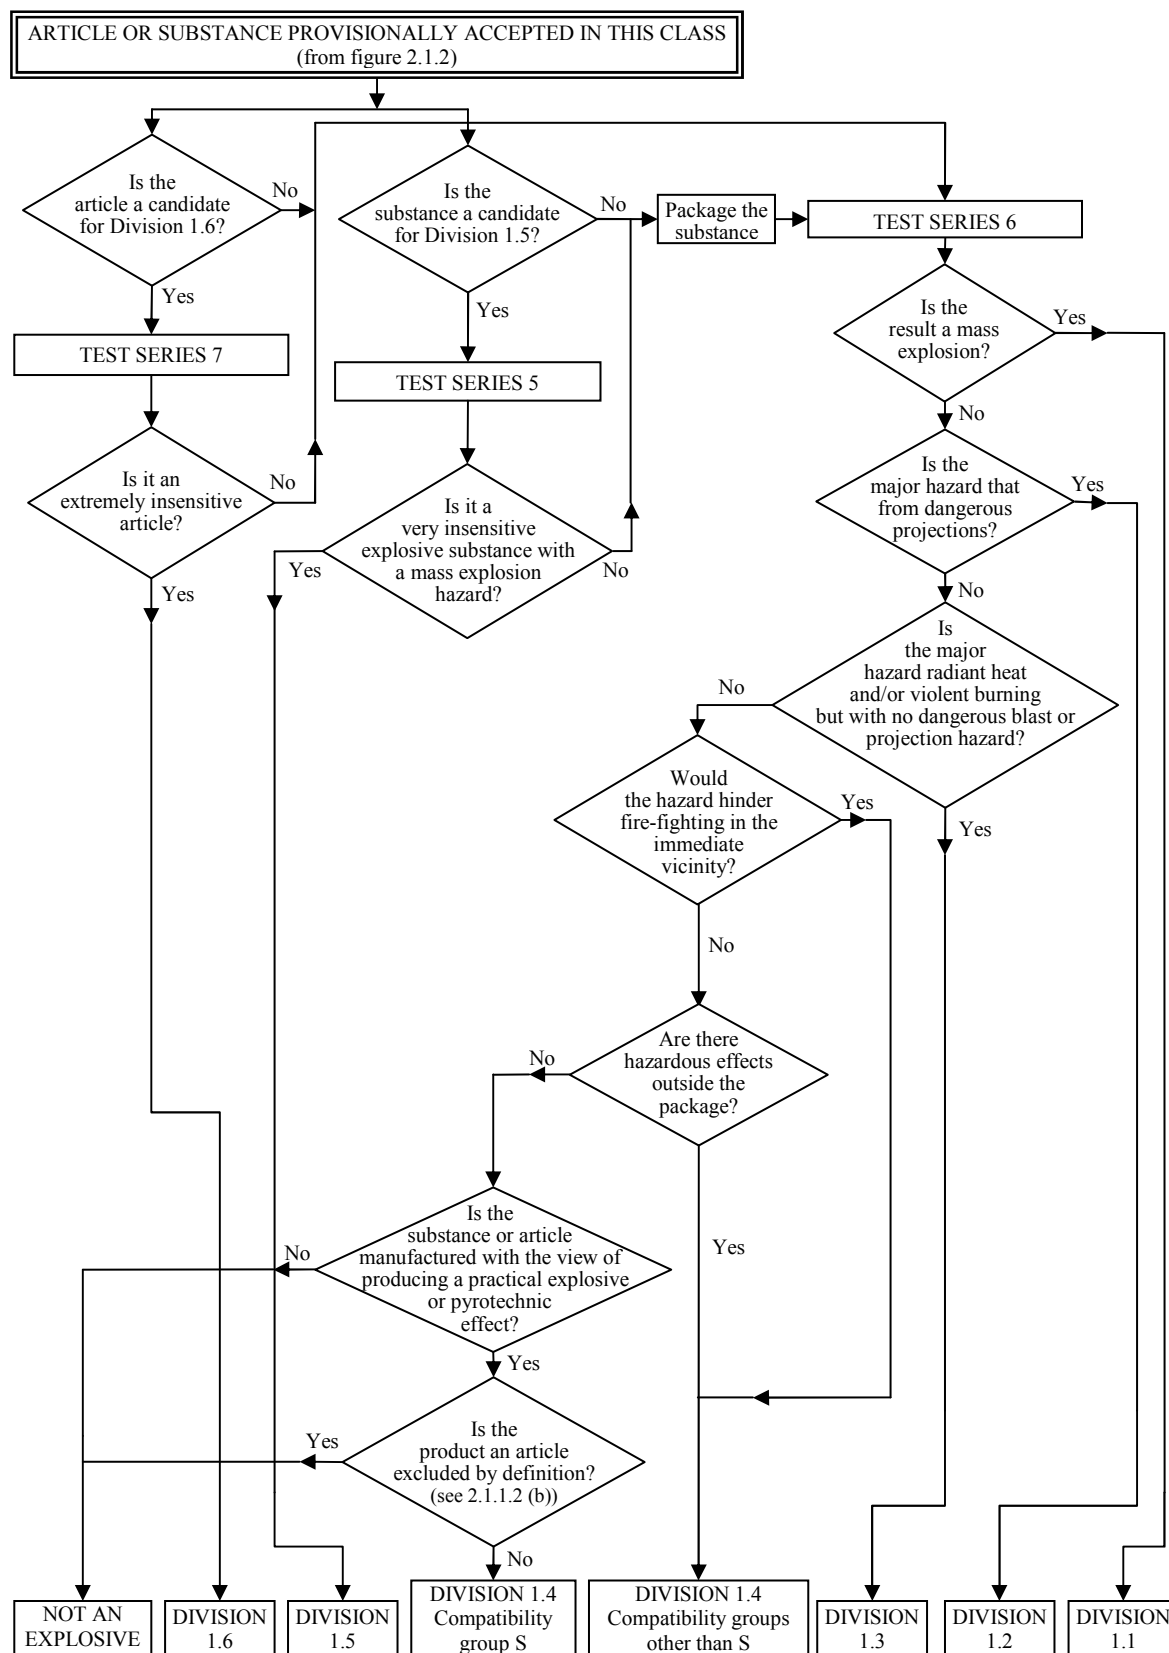 ARTICLE OR SUBSTANCE PROVISIONALLY ACCEPTED IN THIS CLASS
(from figure 2.1.2)
Is the
article a candidate
for Division 1.6?
No
Yes
Is the
substance a candidate
for Division 1.5?
No
Yes
Package the
substance
TEST SERIES 6
Is the
result a mass
explosion?
Yes
No
TEST SERIES 7
TEST SERIES 5
Is it an
extremely insensitive
article?
No
Yes
Is it a
very insensitive
explosive substance with
a mass explosion
hazard?
Yes
No
Is the
major hazard that
from dangerous
projections?
Yes
No
Is
the major
hazard radiant heat
and/or violent burning
but with no dangerous blast or
projection hazard?
No
Yes
Would
the hazard hinder
fire-fighting in the
immediate
vicinity?
Yes
No
Are there
hazardous effects
outside the
package?
No
Yes
Is the
substance or article
manufactured with the view of
producing a practical explosive
or pyrotechnic
effect?
No
Yes
Is the
product an article
excluded by definition?
(see 2.1.1.2 (b))
Yes
No
NOT AN
EXPLOSIVE
DIVISION
1.6
DIVISION
1.5
DIVISION 1.4
Compatibility
group S
DIVISION 1.4
Compatibility groups
other than S
DIVISION
1.3
DIVISION
1.2
DIVISION
1.1